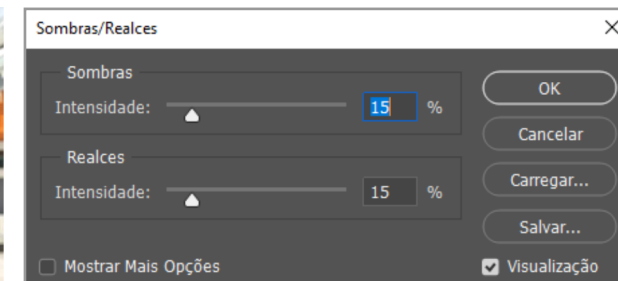 Sombras/Realces
Sombras
Intensidade: 15 %
Realces
Intensidade: 15 %
Mostrar Mais Opções
OK
Cancelar
Carregar...
Salvar...
Visualização